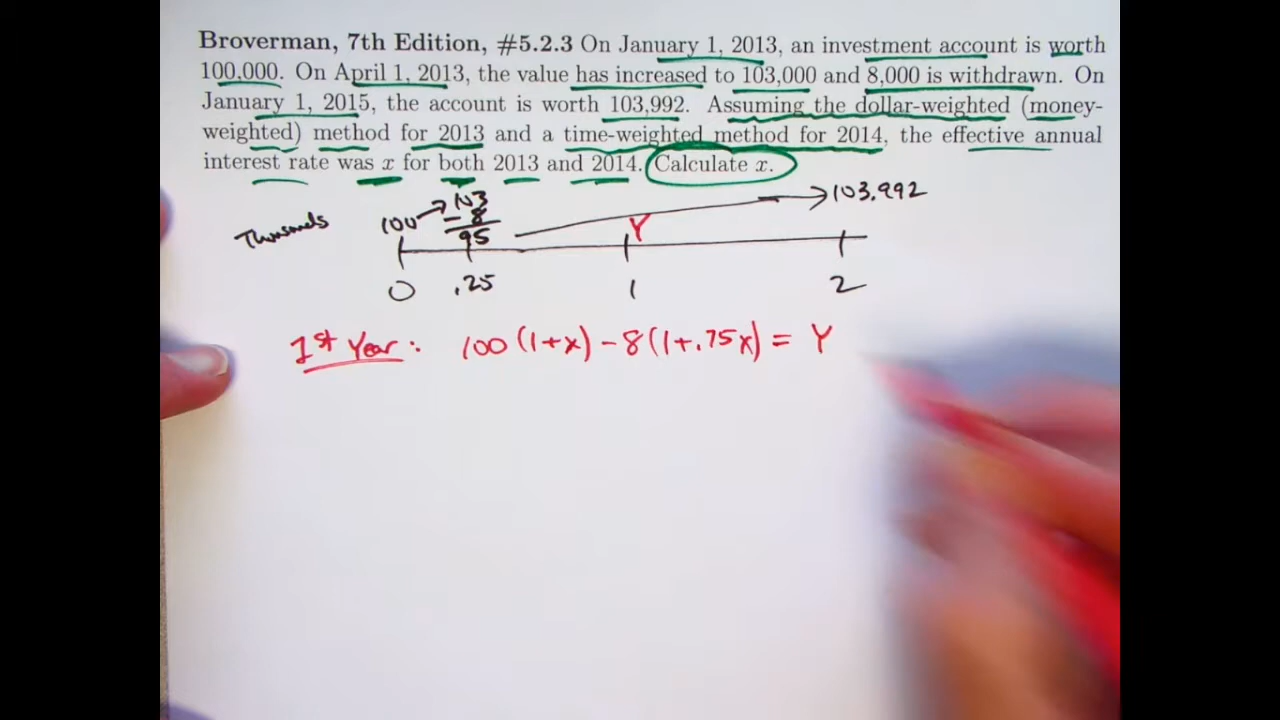 Broverman, 7th Edition, #5.2.3 On January 1, 2013, an investment account is worth
100,000. On April 1, 2013, the value has increased to 103,000 and 8,000 is withdrawn. On
January 1, 2015, the account is worth 103,992. Assuming the dollar-weighted (money-
weighted) method for 2013 and a time-weighted method for 2014, the effective annual
interest rate was x for both 2013 and 2014. Calculate x.
Thousands 100 103 103.992
- 8 Y
95
0 .25 1 2
1st Year: 100(1+x) - 8(1+.75x) = Y